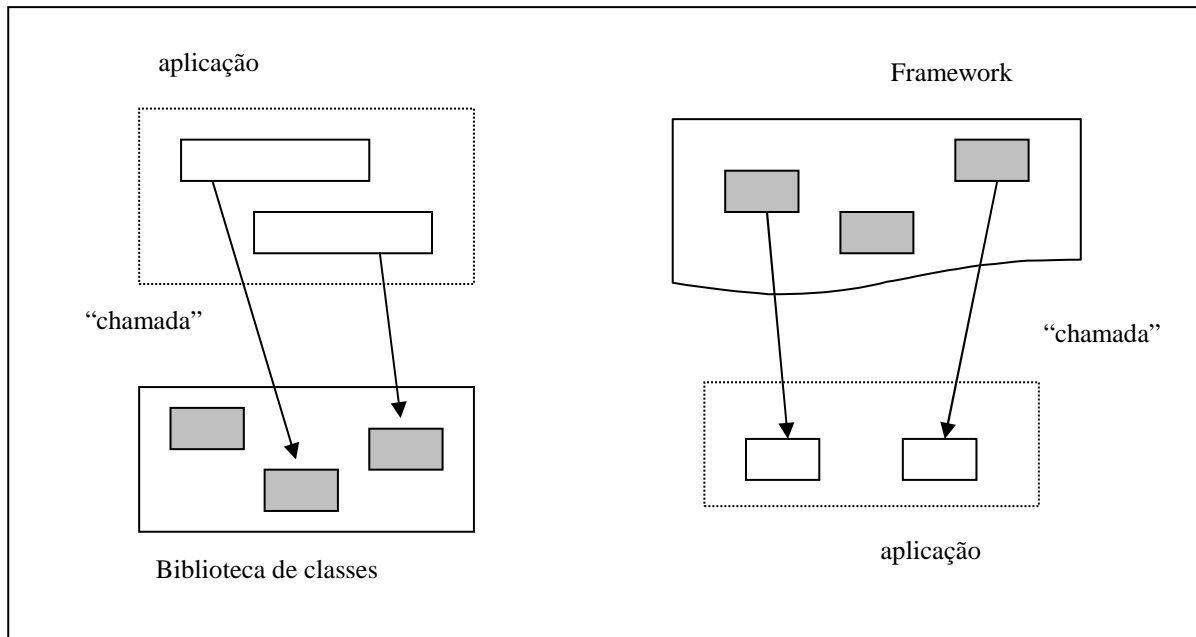 aplicação
Framework
“chamada”
“chamada”
Biblioteca de classes
aplicação